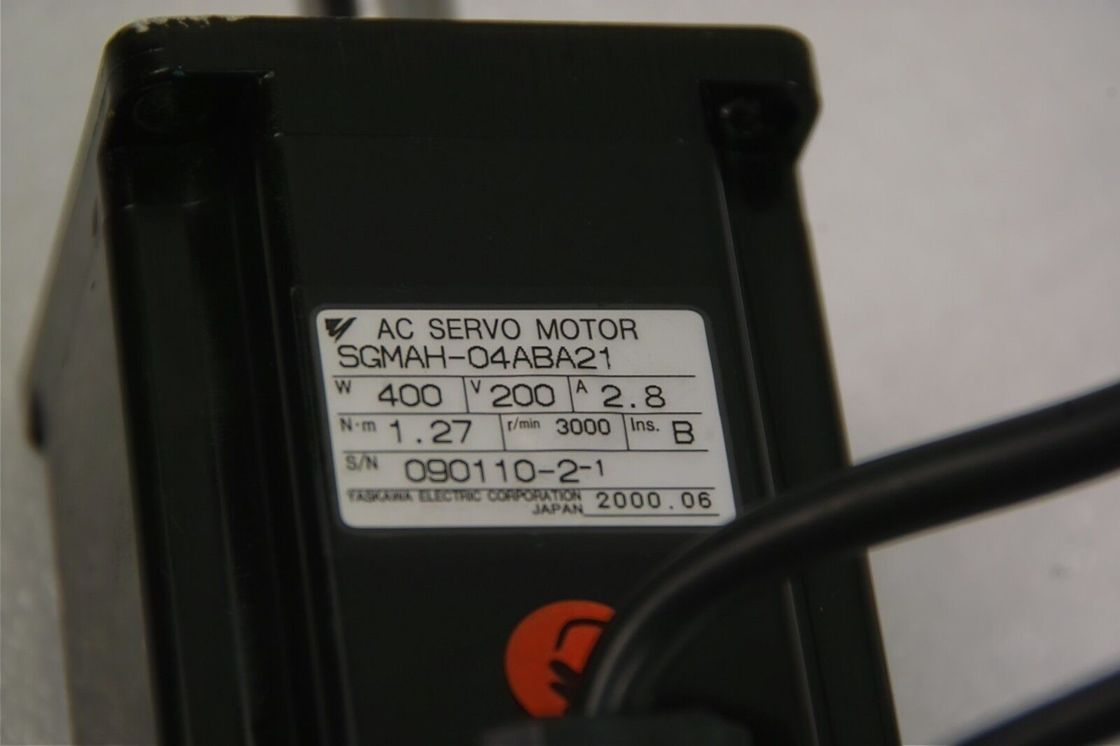 AC SERVO MOTOR
SGMAH-04ABA21
W 400 V 200 A 2.8
N·m 1.27 r/min 3000 Ins. B
S/N 090110-2-1
YASKAWA ELECTRIC CORPORATION
JAPAN 2000.06